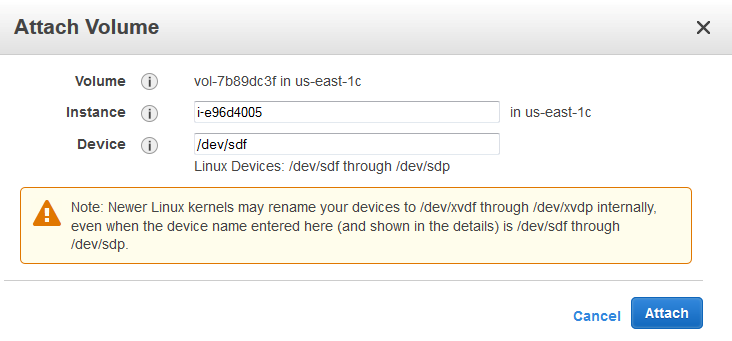 Attach Volume
Volume vol-7b89dc3f in us-east-1c
Instance i-e96d4005 in us-east-1c
Device /dev/sdf
Linux Devices: /dev/sdf through /dev/sdp
Note: Newer Linux kernels may rename your devices to /dev/xvdf through /dev/xvdp internally,
even when the device name entered here (and shown in the details) is /dev/sdf through
/dev/sdp.
Cancel Attach